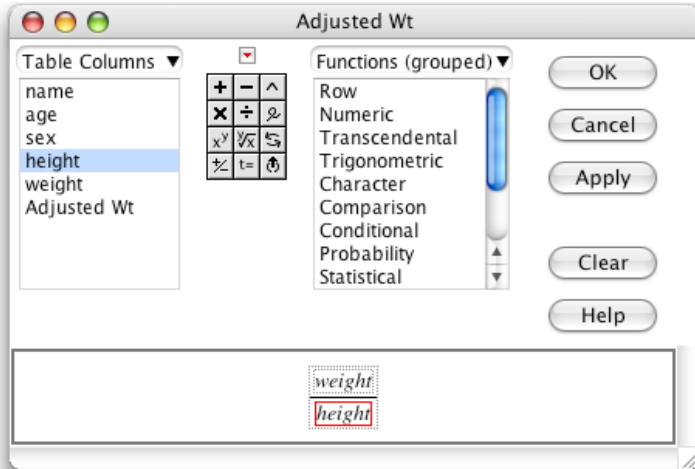 Adjusted Wt
Table Columns ▼
name
age
sex
height
weight
Adjusted Wt
+ − ^
× ÷
xʸ ʸ√x
+/− t=
Functions (grouped) ▼
Row
Numeric
Transcendental
Trigonometric
Character
Comparison
Conditional
Probability
Statistical
OK
Cancel
Apply
Clear
Help
weight
height